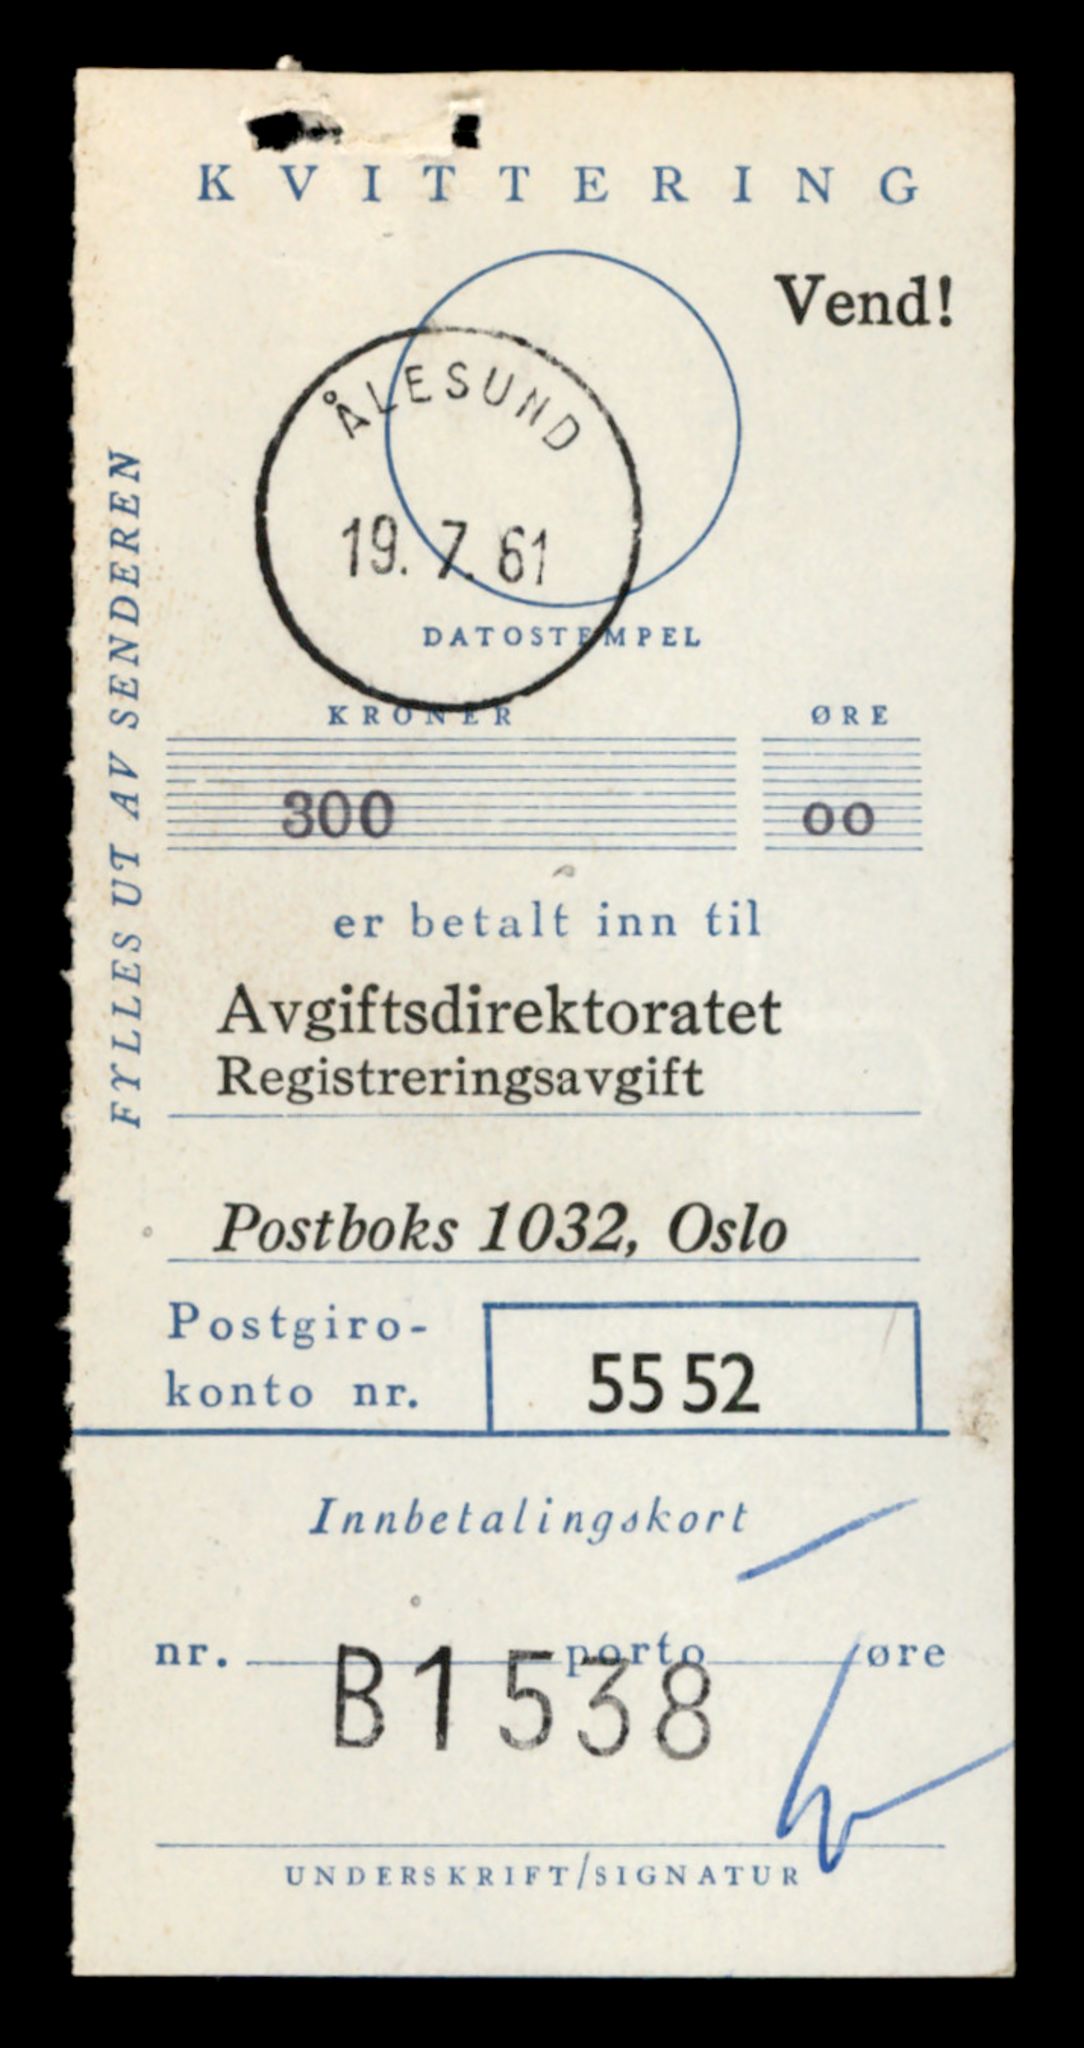 KVITTERING
Vend!
ÅLESUND
19. 7. 61
DATOSTEMPEL
FYLLES UT AV SENDEREN
KRONER ØRE
300 00
er betalt inn til
Avgiftsdirektoratet
Registreringsavgift
Postboks 1032, Oslo
Postgiro-
konto nr. 55 52
Innbetalingskort
nr. porto øre
B1538
UNDERSKRIFT/SIGNATUR